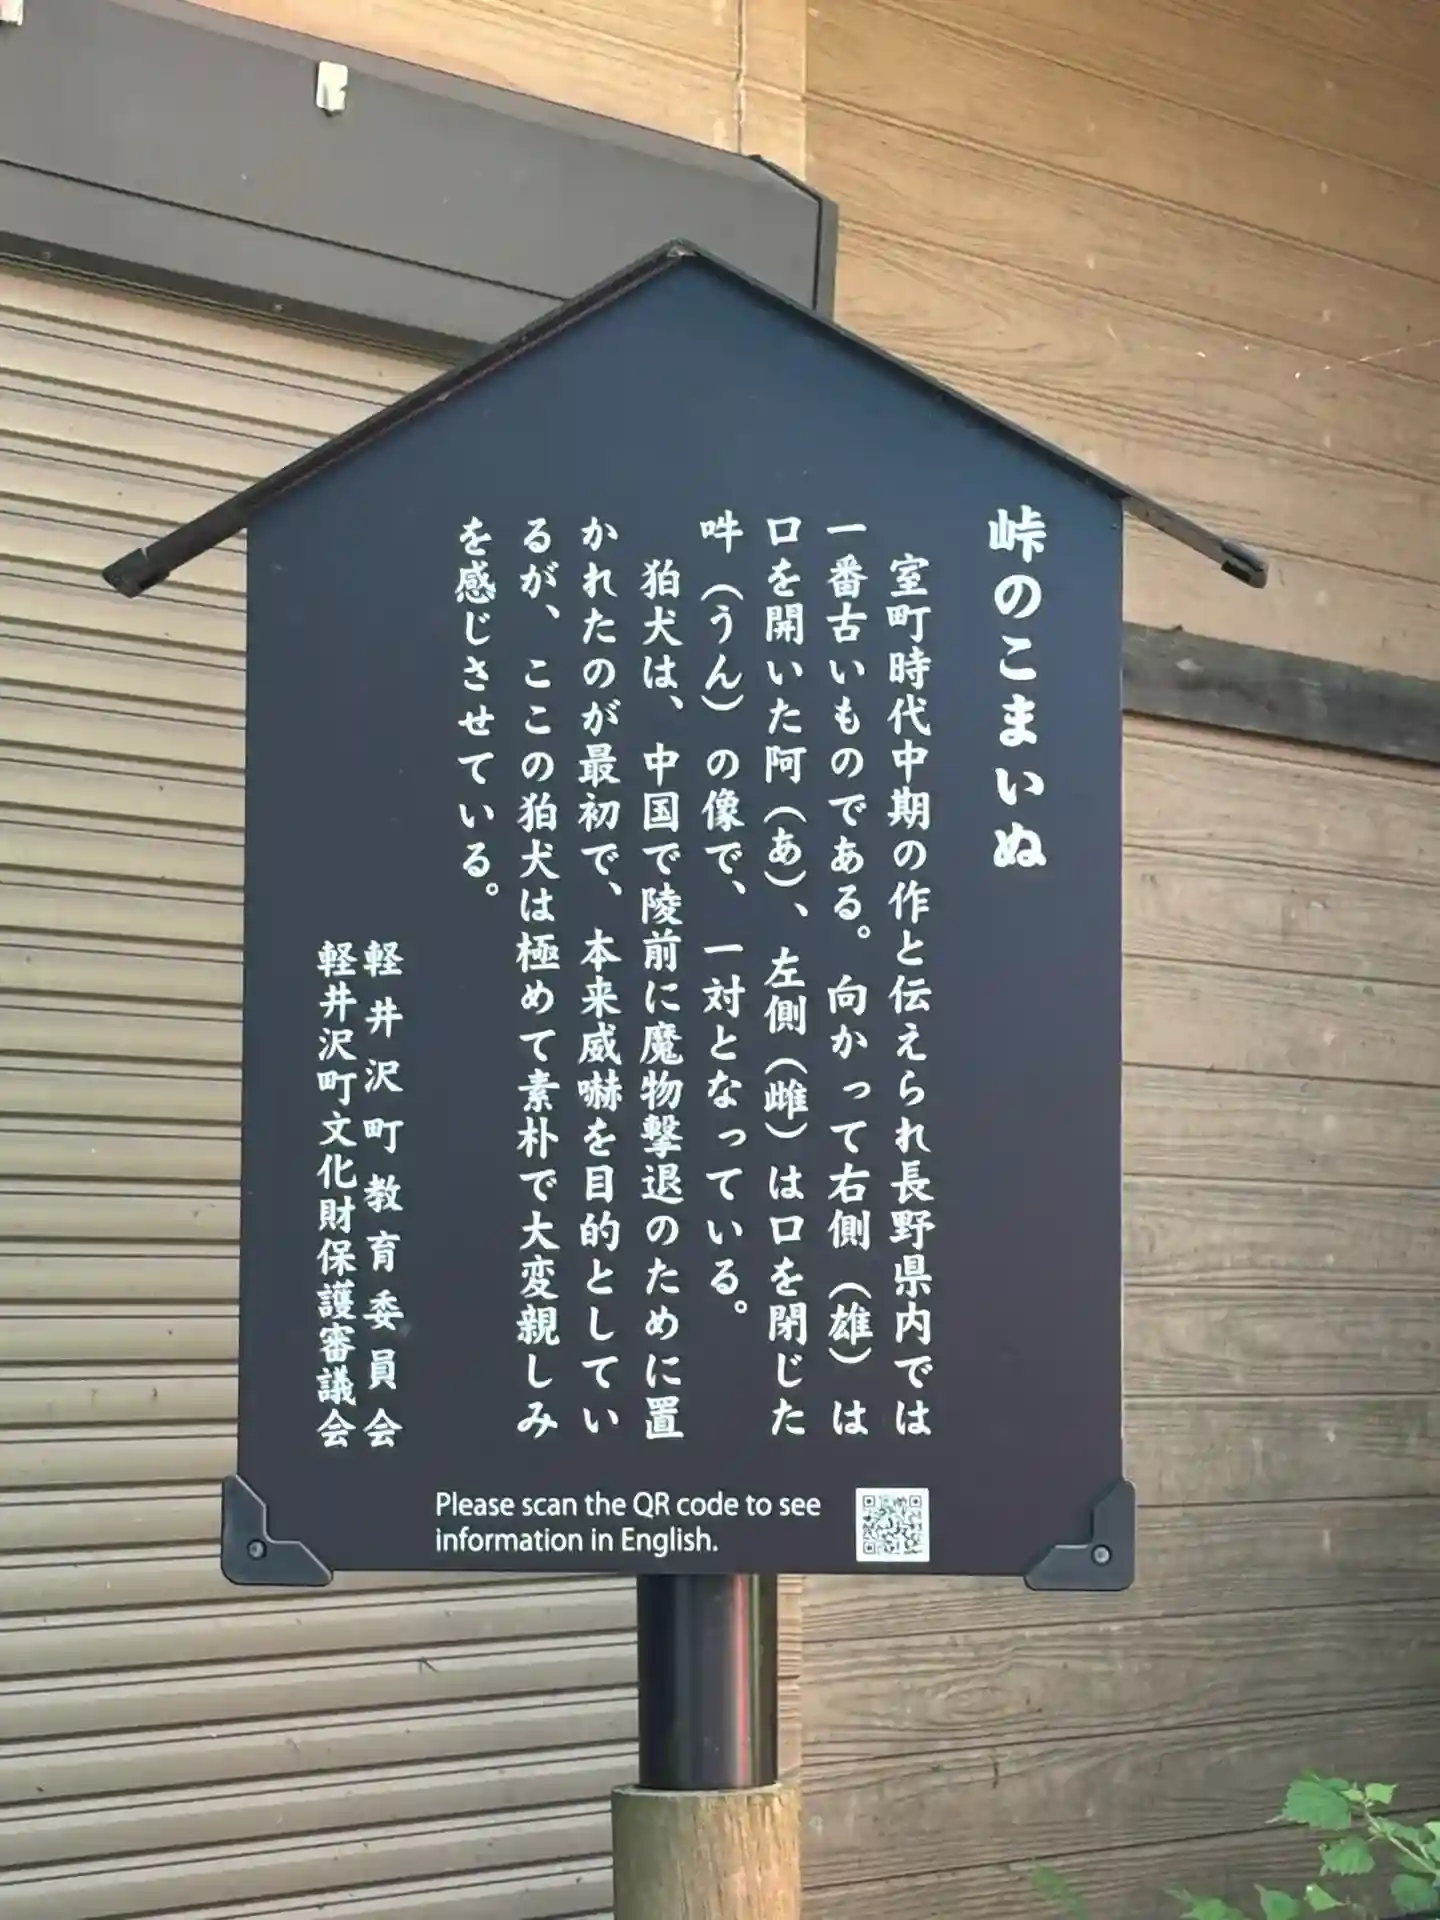 峠のこまいぬ
室町時代中期の作と伝えられ長野県内では
一番古いものである。向かって右側（雄）は
口を開いた阿（あ）、左側（雌）は口を閉じた
吽（うん）の像で、一対となっている。
狛犬は、中国で陵前に魔物撃退のために置
かれたのが最初で、本来威嚇を目的としてい
るが、ここの狛犬は極めて素朴で大変親しみ
を感じさせている。
軽井沢町教育委員会
軽井沢町文化財保護審議会
Please scan the QR code to see
information in English.